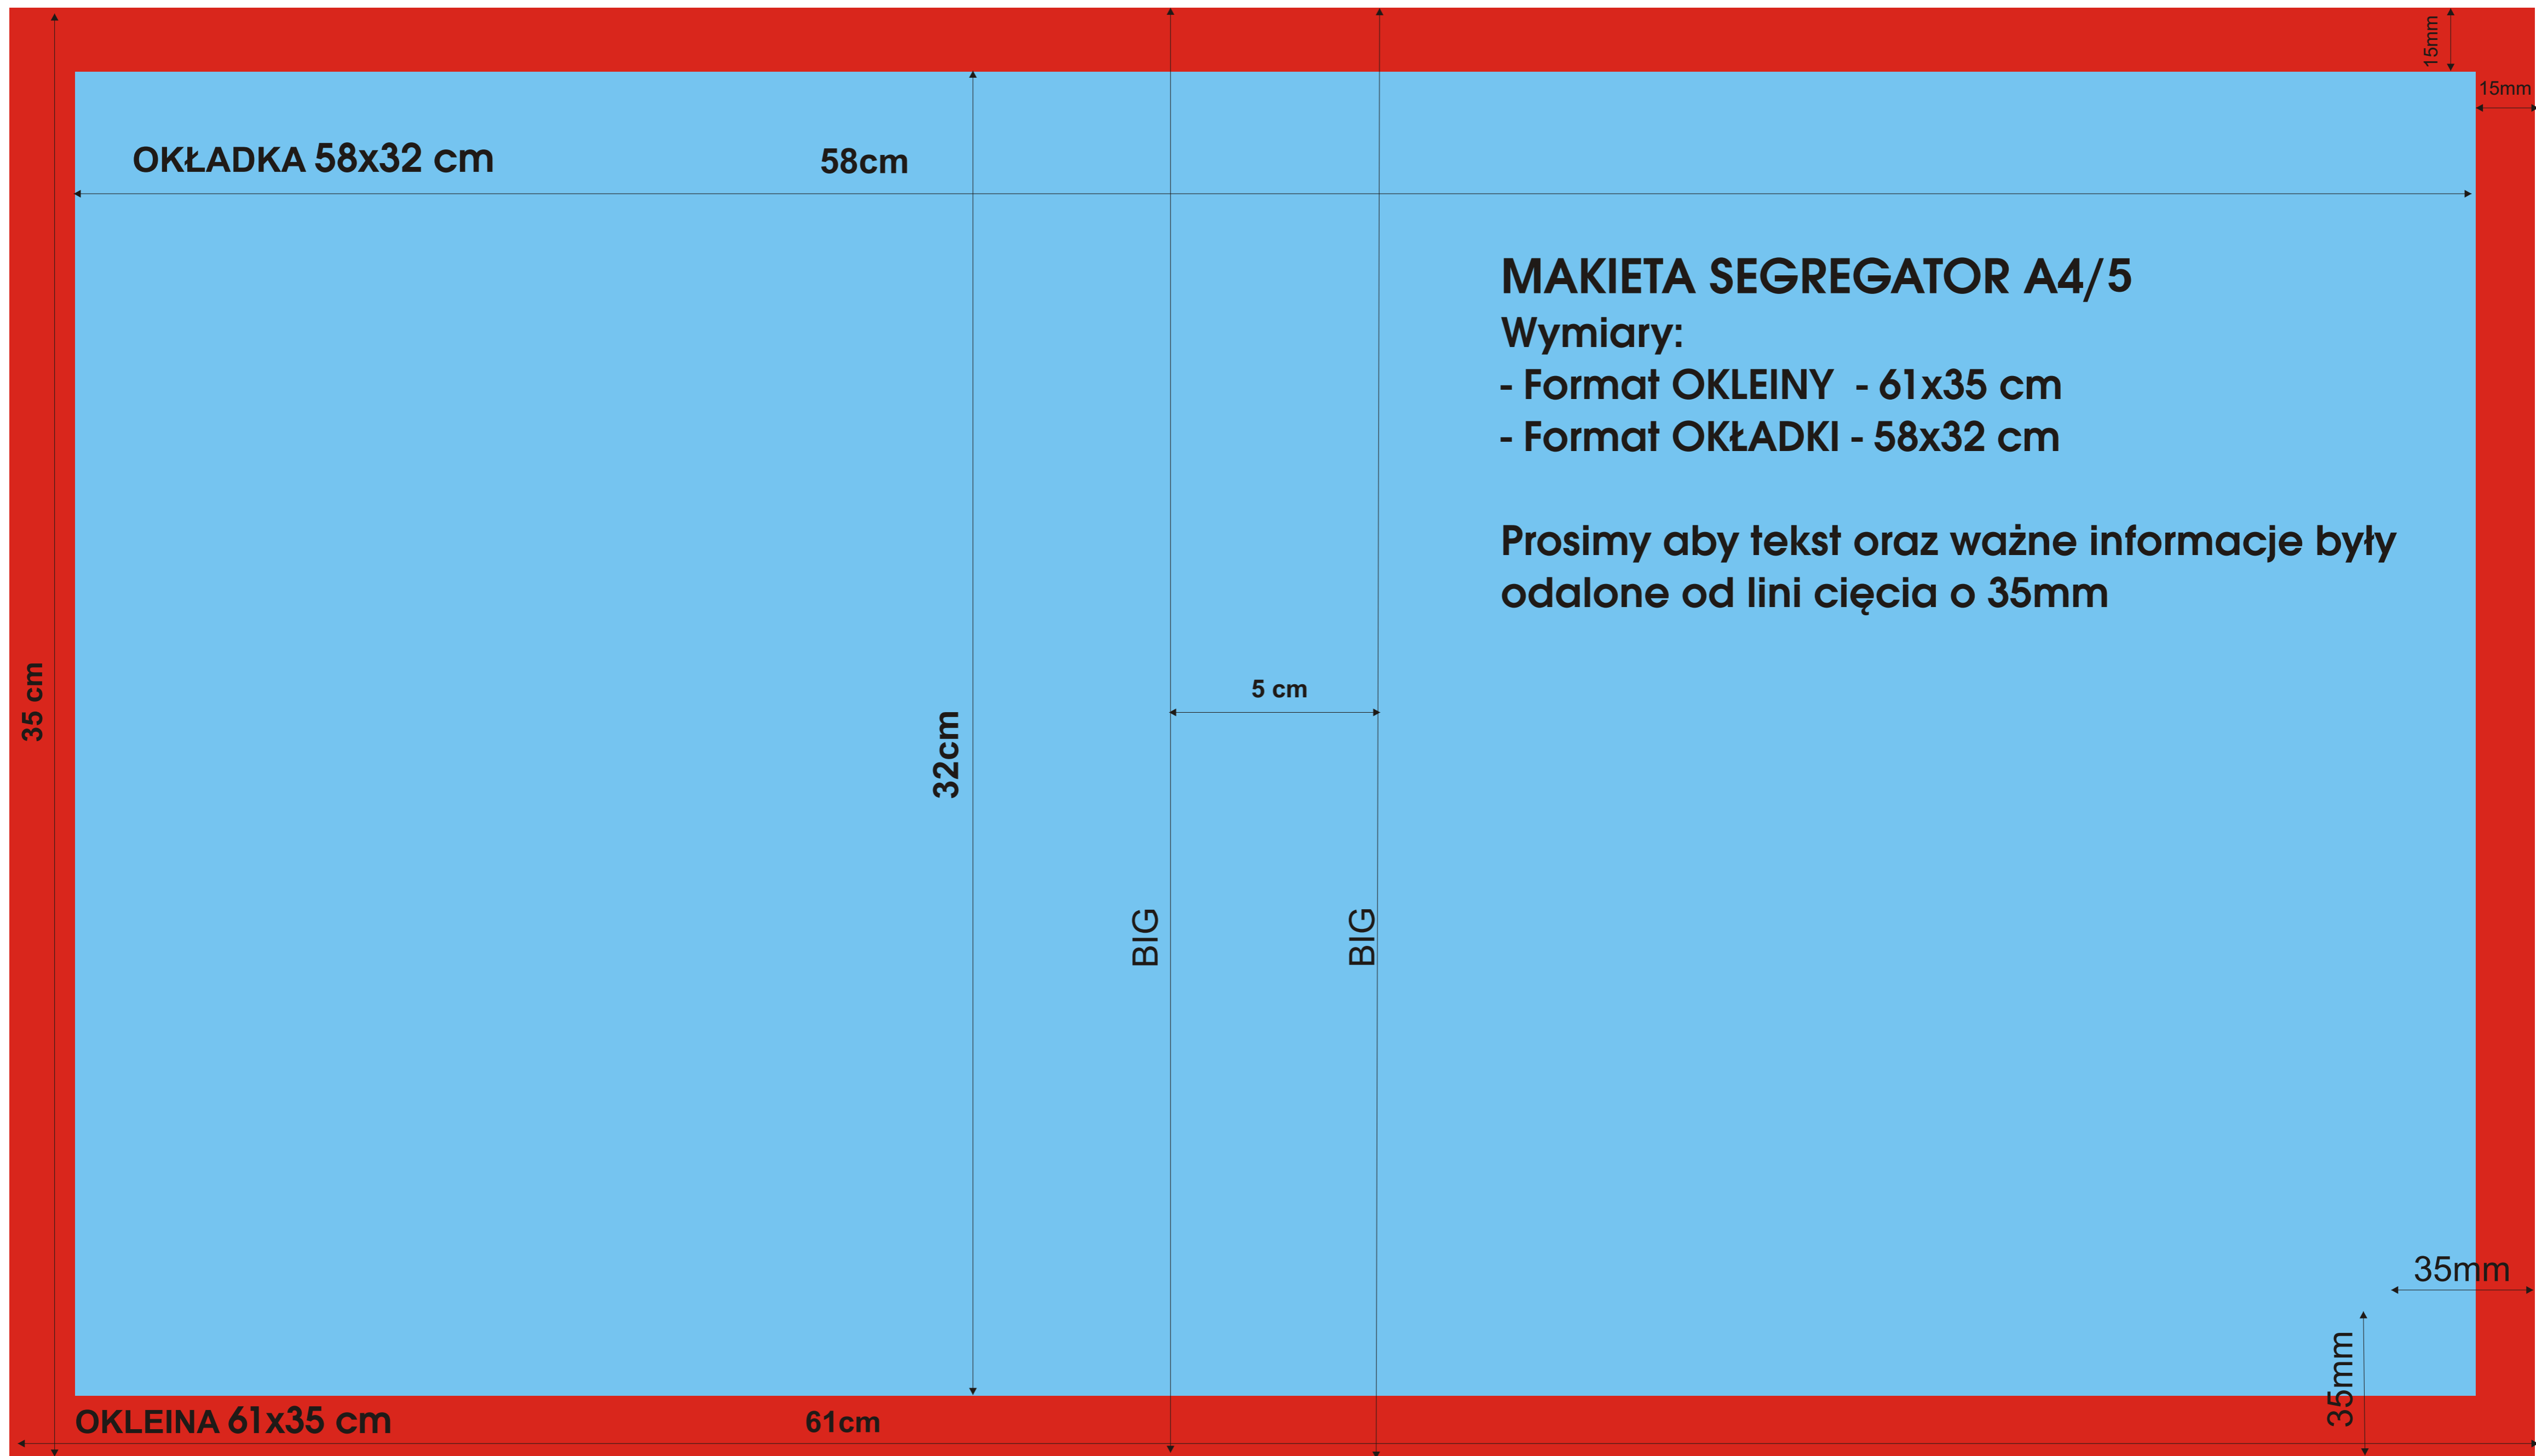 15mm
15mm
OKŁADKA 58x32 cm
58cm
MAKIETA SEGREGATOR A4/5
Wymiary:
- Format OKLEINY - 61x35 cm
- Format OKŁADKI - 58x32 cm
Prosimy aby tekst oraz ważne informacje były
odalone od lini cięcia o 35mm
35 cm
32cm
5 cm
BIG
BIG
35mm
35mm
OKLEINA 61x35 cm
61cm